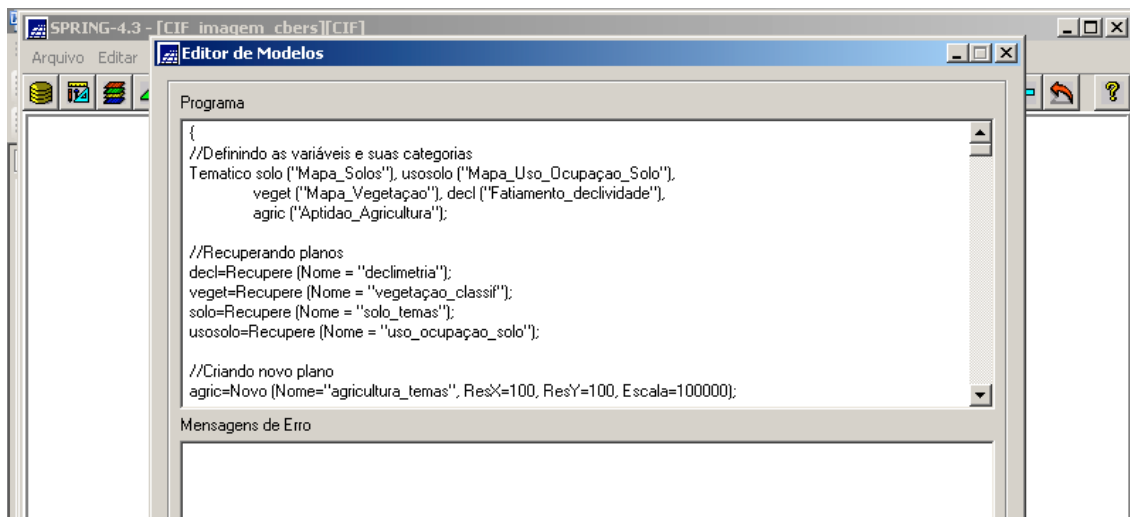 SPRING-4.3 - [CIF_imagem_cbers][CIF]
Arquivo Editar
Editor de Modelos
Programa
{
//Definindo as variáveis e suas categorias
Tematico solo ("Mapa_Solos"), usosolo ("Mapa_Uso_Ocupaçao_Solo"),
veget ("Mapa_Vegetaçao"), decl ("Fatiamento_declividade"),
agric ("Aptidao_Agricultura");
//Recuperando planos
decl=Recupere (Nome = "declimetria");
veget=Recupere (Nome = "vegetaçao_classif");
solo=Recupere (Nome = "solo_temas");
usosolo=Recupere (Nome = "uso_ocupaçao_solo");
//Criando novo plano
agric=Novo (Nome="agricultura_temas", ResX=100, ResY=100, Escala=100000);
Mensagens de Erro